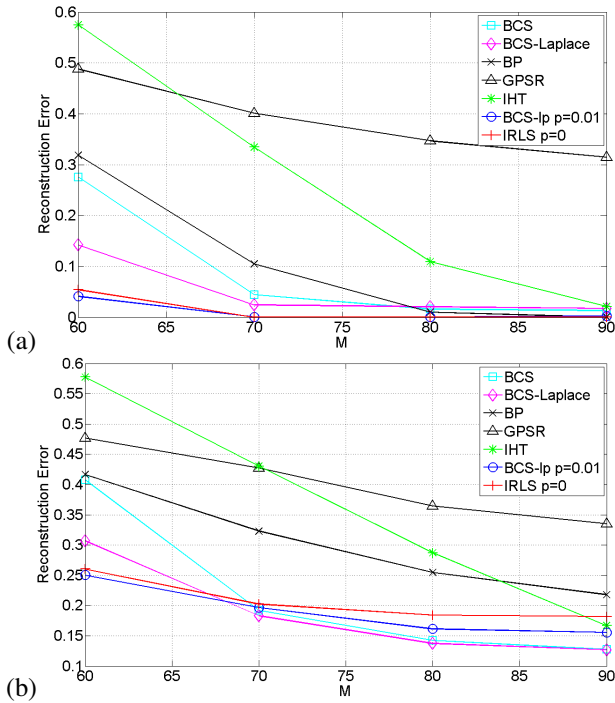 0.6
0.5
0.4
0.3
0.2
0.1
0
Reconstruction Error
BCS
BCS-Laplace
BP
GPSR
IHT
BCS-lp p=0.01
IRLS p=0
60 65 70 75 80 85 90
M
(a)
0.6
0.55
0.5
0.45
0.4
0.35
0.3
0.25
0.2
0.15
0.1
Reconstruction Error
BCS
BCS-Laplace
BP
GPSR
IHT
BCS-lp p=0.01
IRLS p=0
60 65 70 75 80 85 90
M
(b)